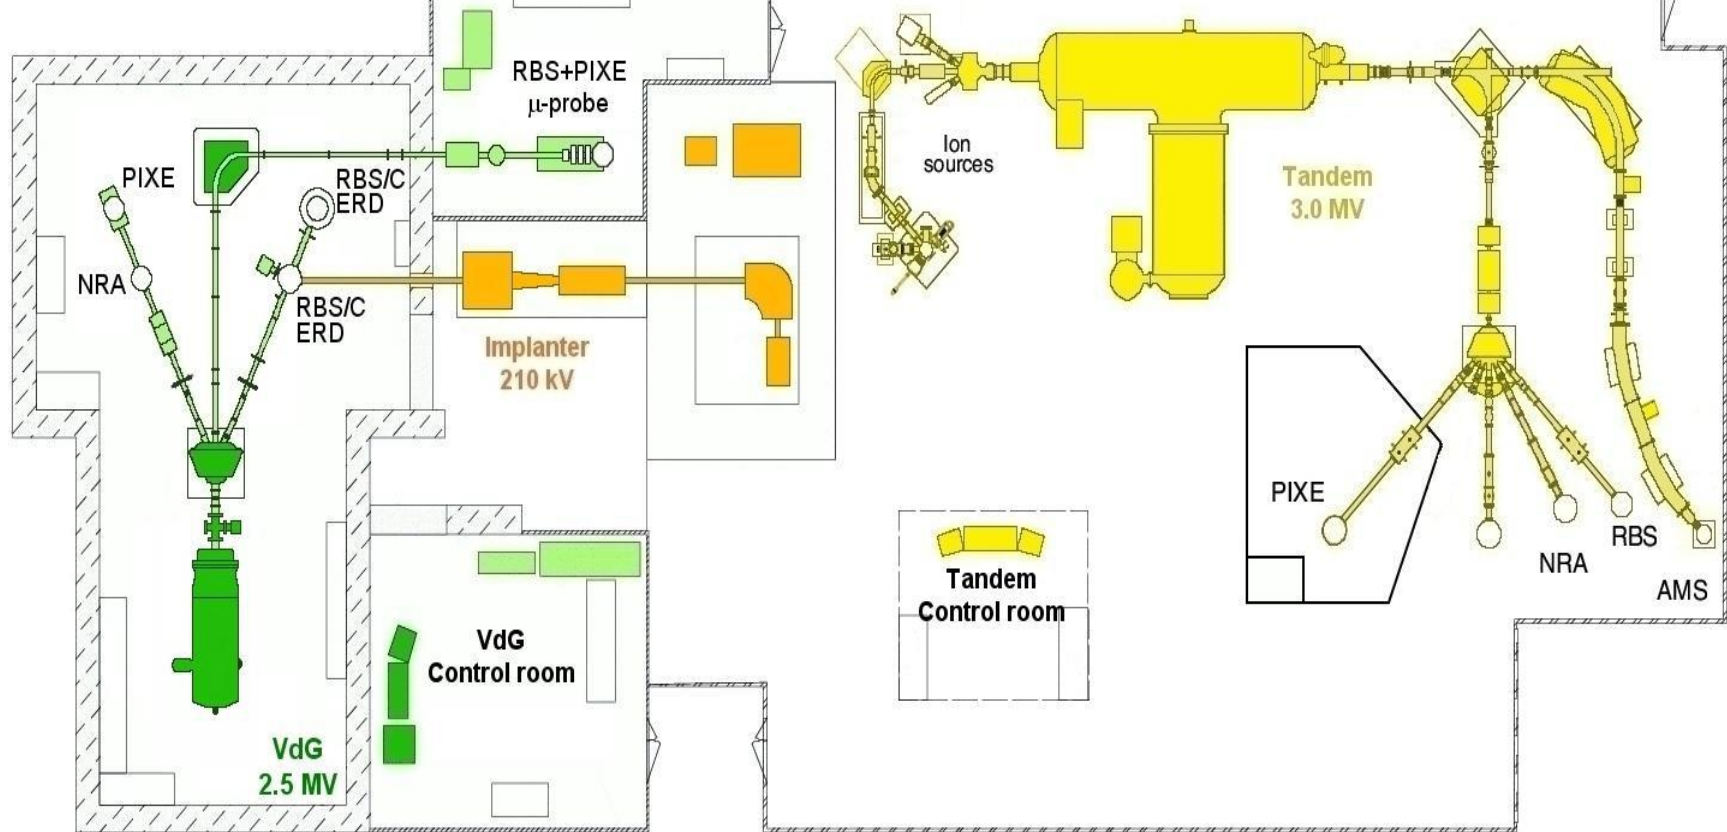 RBS+PIXE
µ-probe
PIXE
RBS/C
ERD
NRA
RBS/C
ERD
Implanter
210 kV
Ion
sources
Tandem
3.0 MV
PIXE
RBS
NRA
AMS
Tandem
Control room
VdG
Control room
VdG
2.5 MV